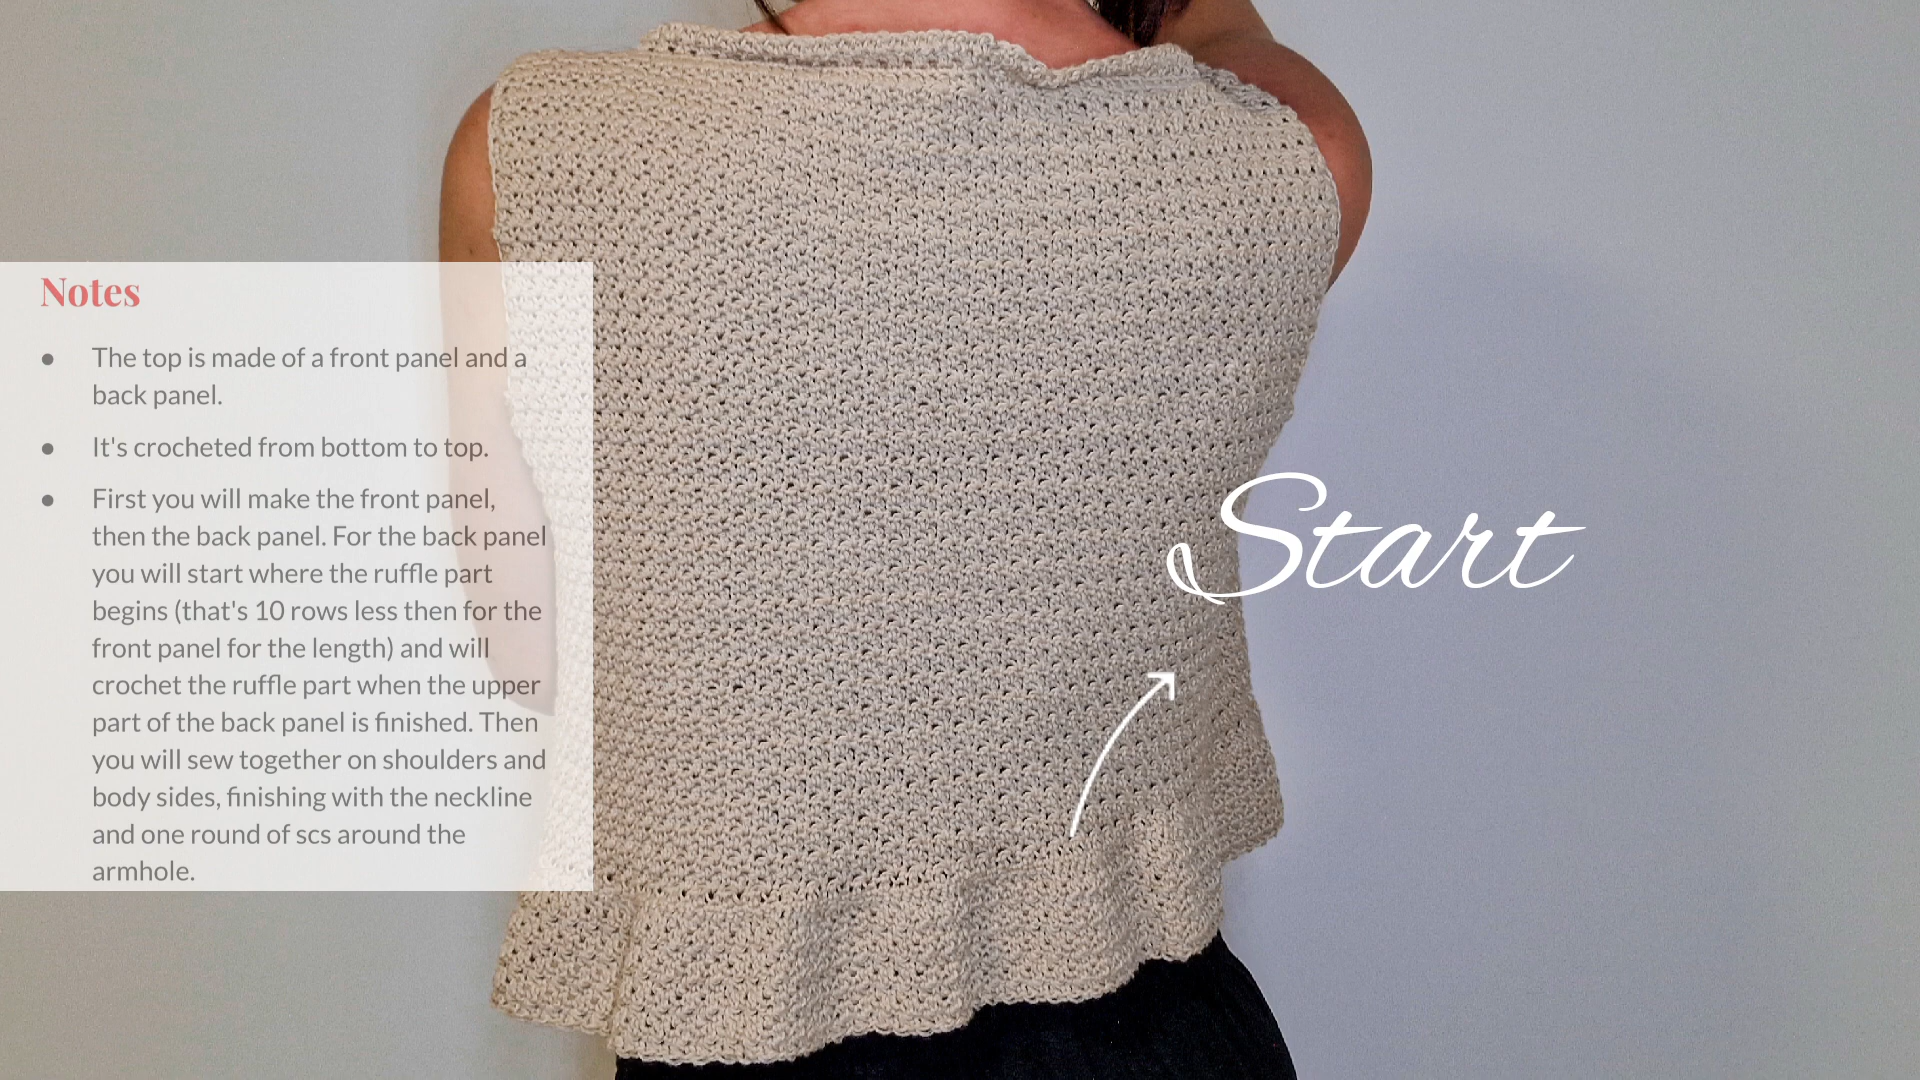 Notes
● The top is made of a front panel and a
back panel.
● It's crocheted from bottom to top.
● First you will make the front panel,
then the back panel. For the back panel
you will start where the ruffle part
begins (that's 10 rows less then for the
front panel for the length) and will
crochet the ruffle part when the upper
part of the back panel is finished. Then
you will sew together on shoulders and
body sides, finishing with the neckline
and one round of scs around the
armhole.
Start